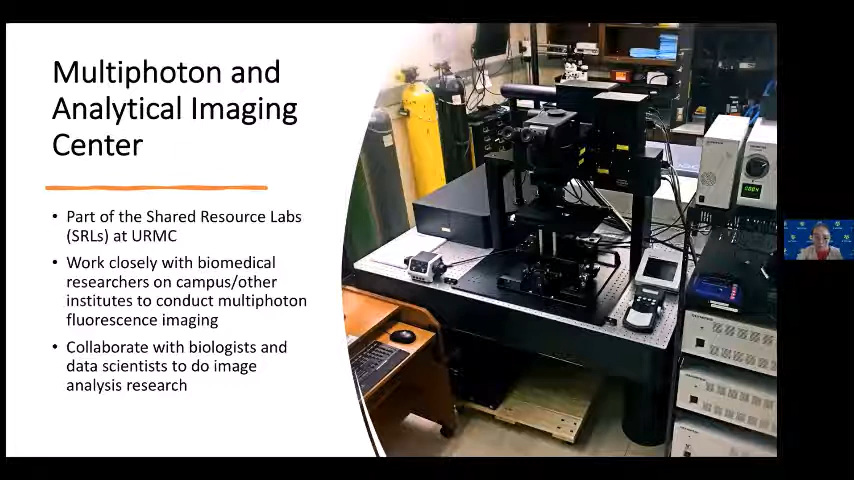 Multiphoton and
Analytical Imaging
Center
• Part of the Shared Resource Labs
(SRLs) at URMC
• Work closely with biomedical
researchers on campus/other
institutes to conduct multiphoton
fluorescence imaging
• Collaborate with biologists and
data scientists to do image
analysis research